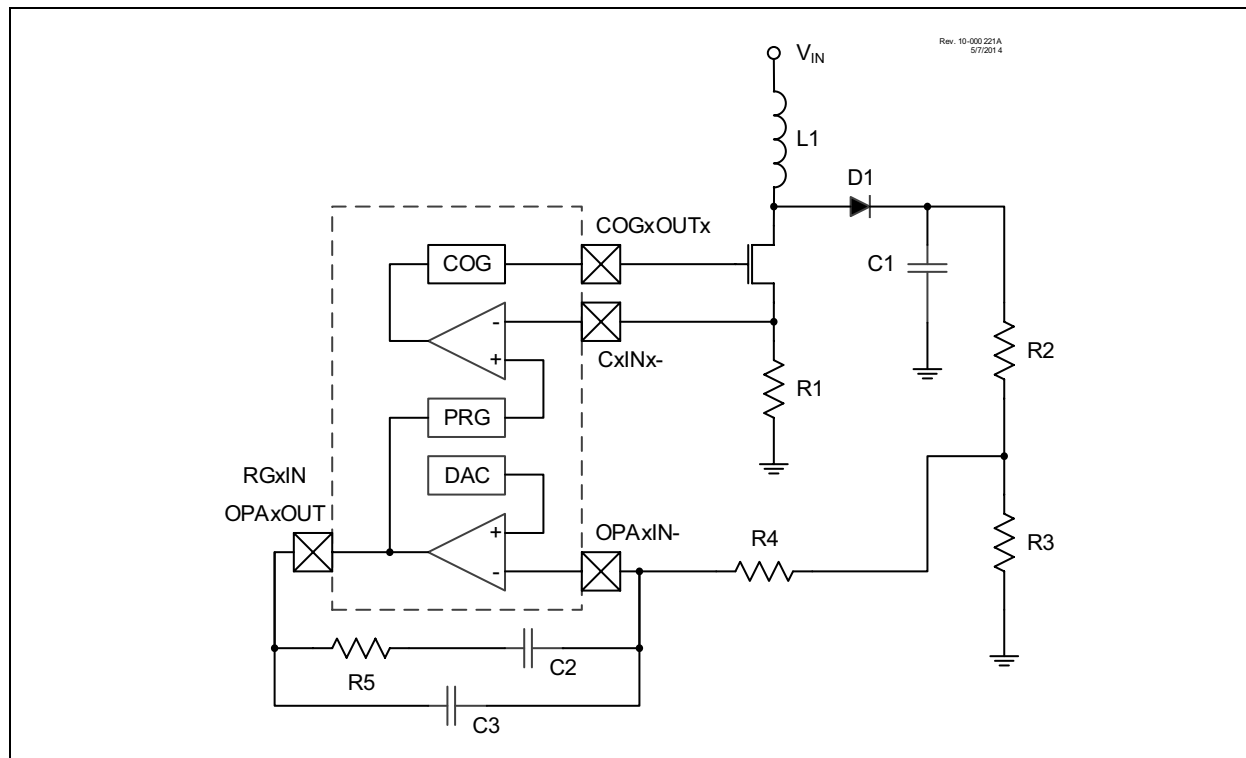 Rev. 10-000 221A
5/7/2014
VIN
L1
D1
COGxOUTx
COG
C1
-
+
CxINx-
R2
R1
PRG
RGxIN
DAC
OPAxOUT
OPAxIN-
+
-
R4
R3
R5
C2
C3